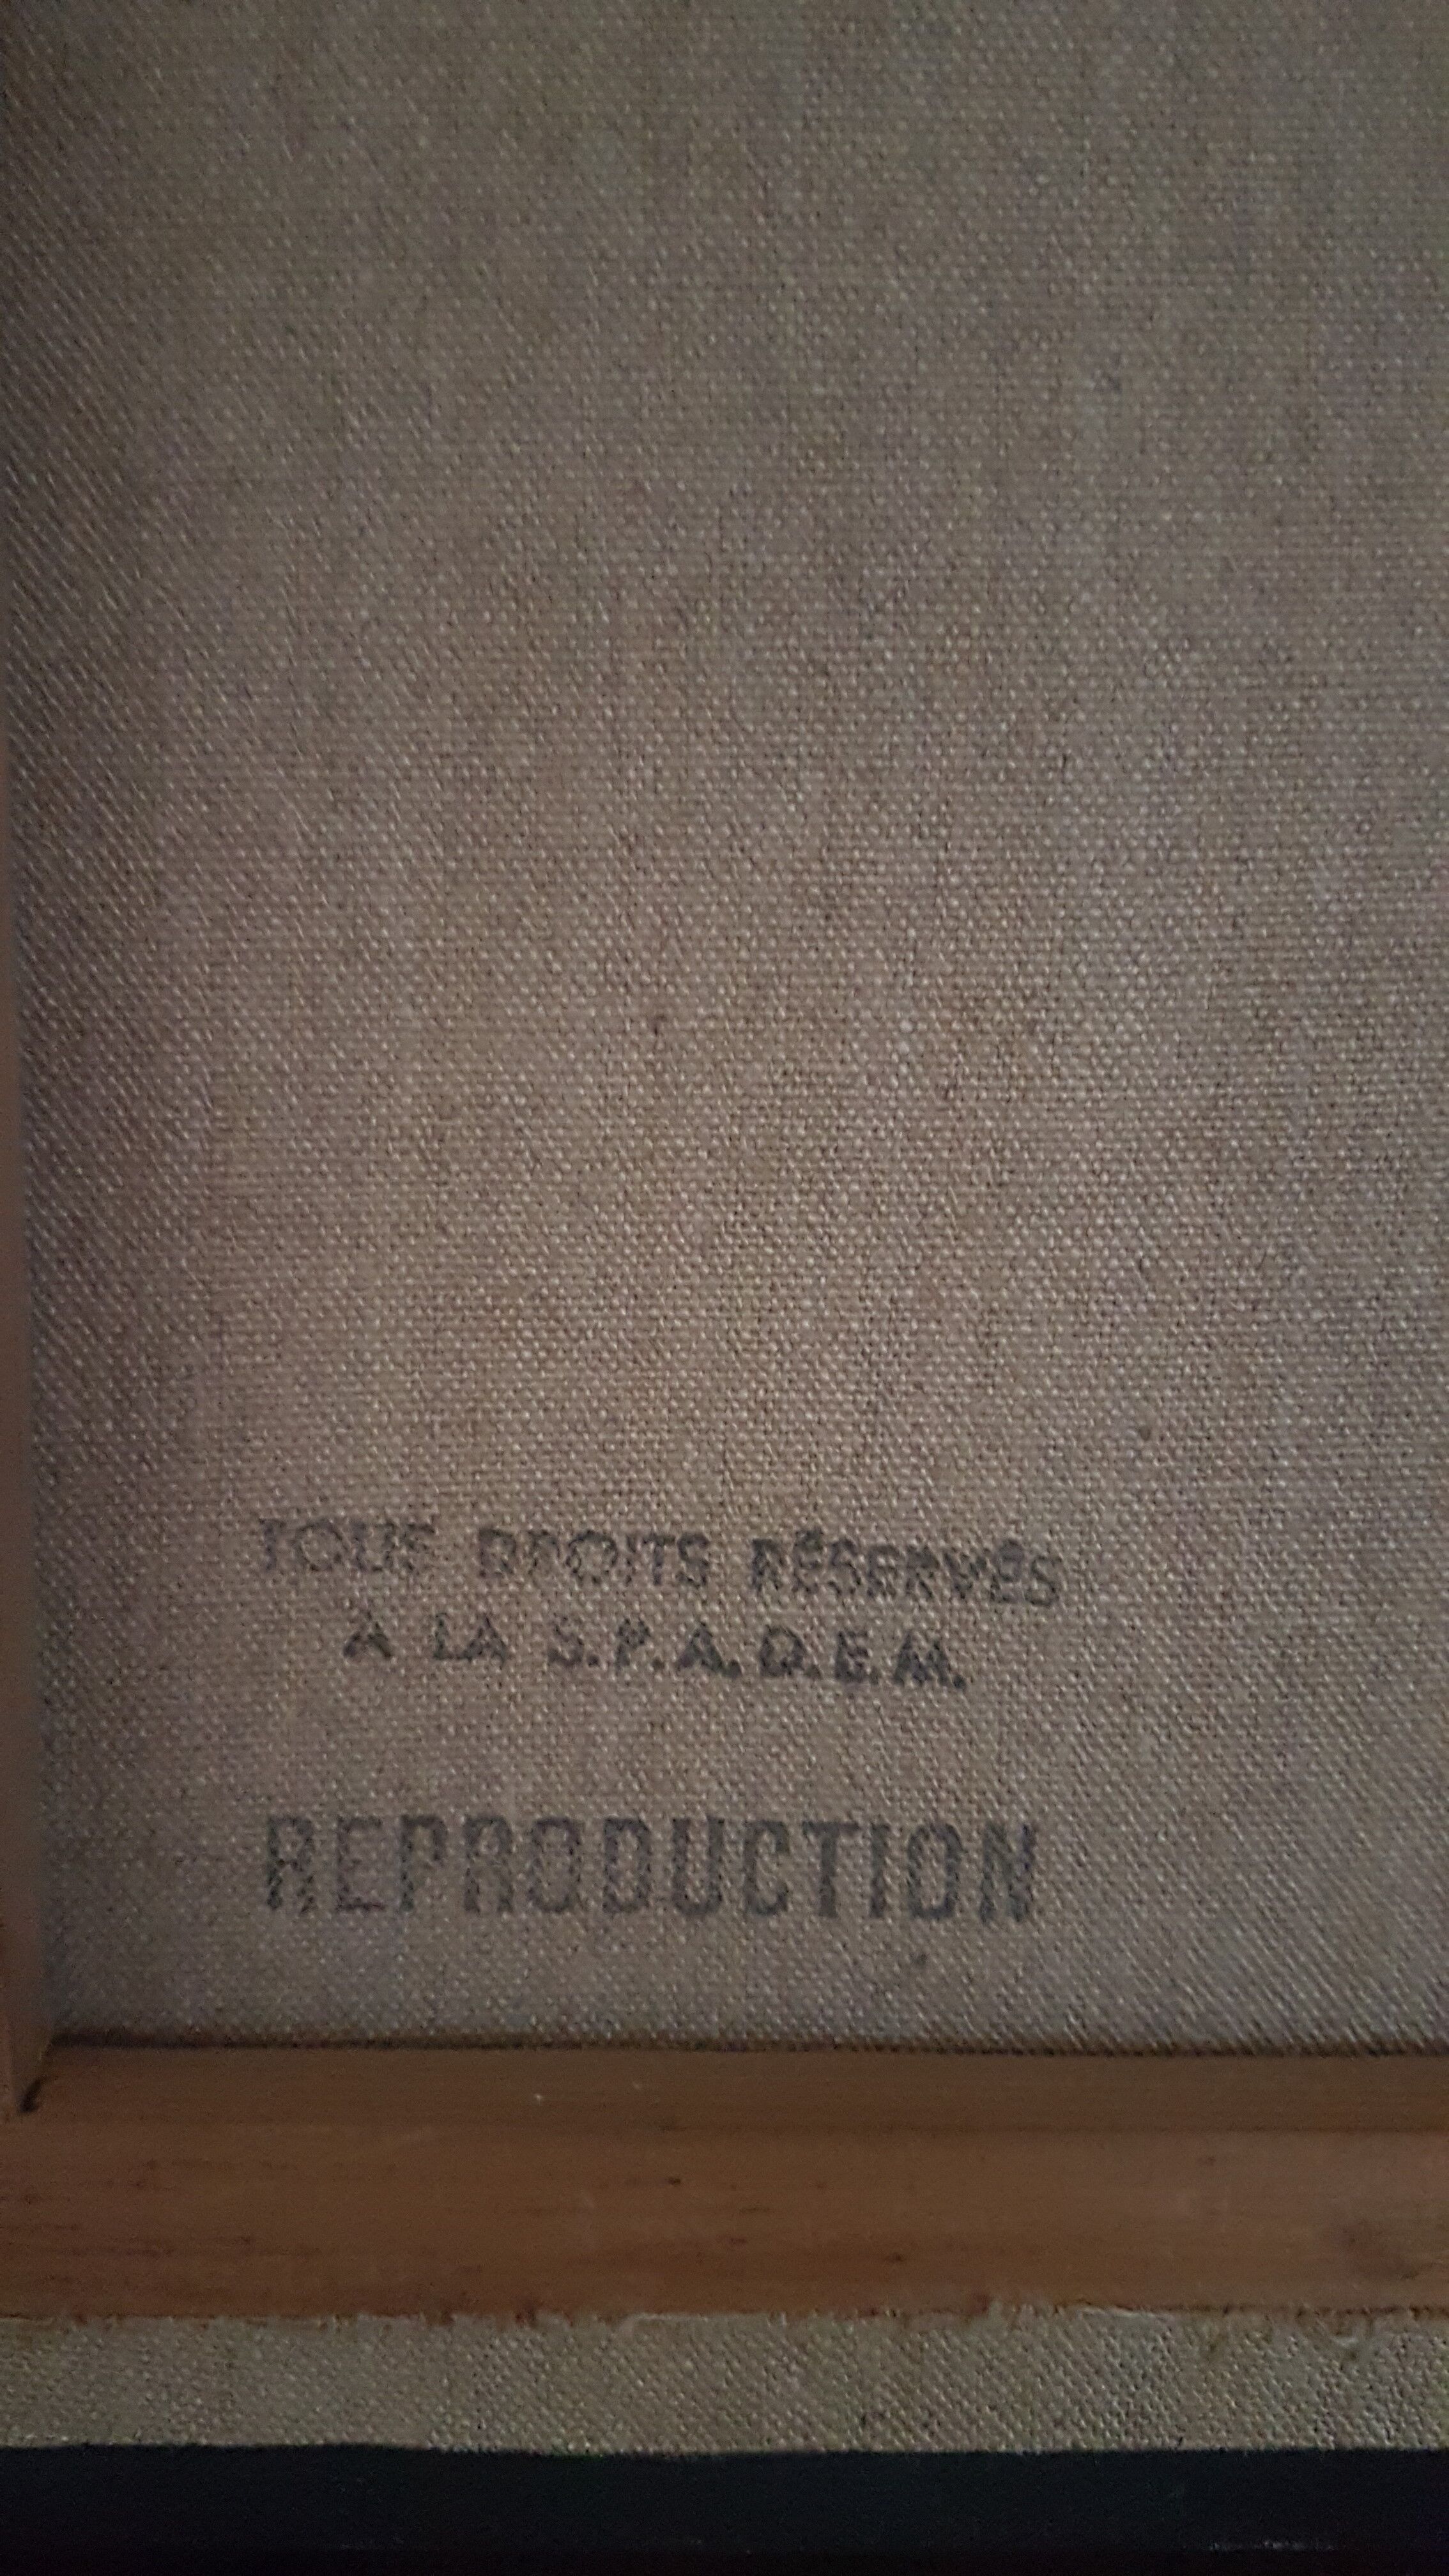 TOUS DROITS RÉSERVÉS
A LA S.P.A.D.E.M.
REPRODUCTION